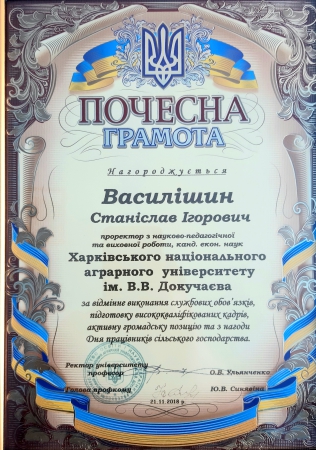 ПОЧЕСНА
ГРАМОТА
Нагороджується
Василішин
Станіслав Ігорович
проректор з науково-педагогічної
та виховної роботи, канд. екон. наук
Харківського національного
аграрного університету
ім. В.В. Докучаєва
за відмінне виконання службових обов'язків,
підготовку висококваліфікованих кадрів,
активну громадську позицію та з нагоди
Дня працівників сільського господарства.
Ректор університету
професор О.В. Ульянченко
Голова профкому Ю.В. Синявіна
21.11.2018 р.